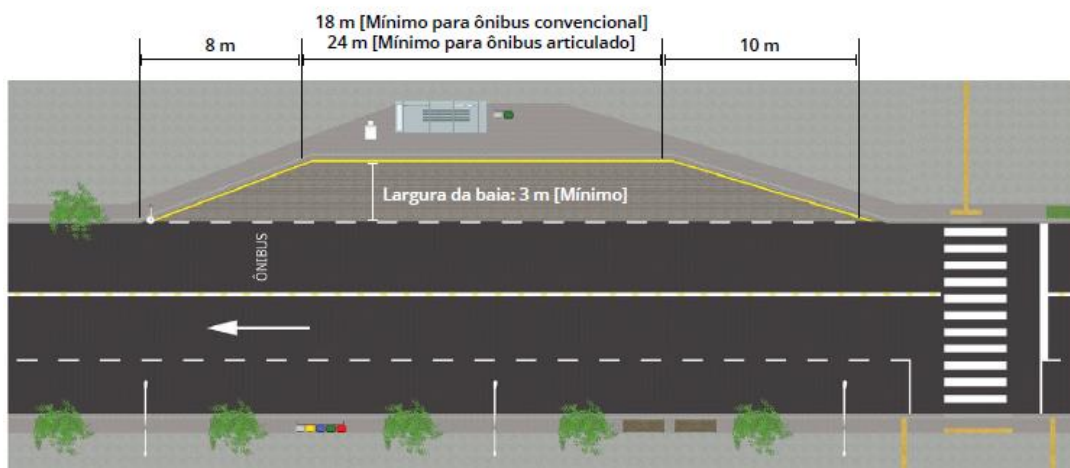 18 m [Mínimo para ônibus convencional]
24 m [Mínimo para ônibus articulado]
8 m
10 m
Largura da baia: 3 m [Mínimo]
ÔNIBUS